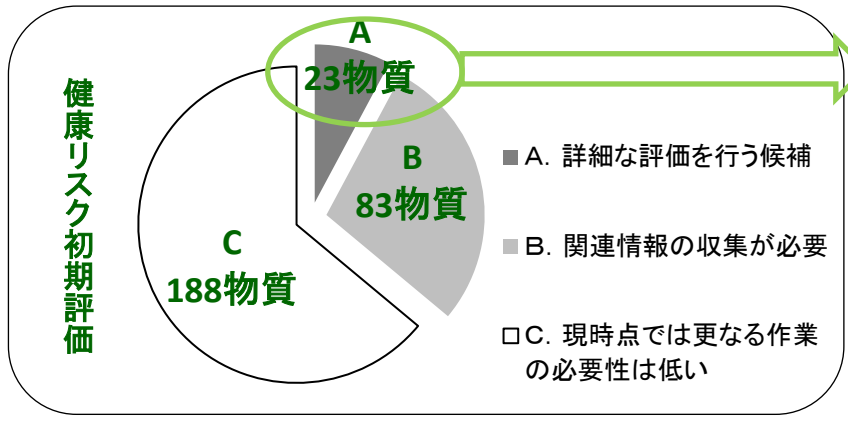 健康リスク初期評価
A
23物質
B
83物質
C
188物質
A．詳細な評価を行う候補
B．関連情報の収集が必要
C．現時点では更なる作業
の必要性は低い